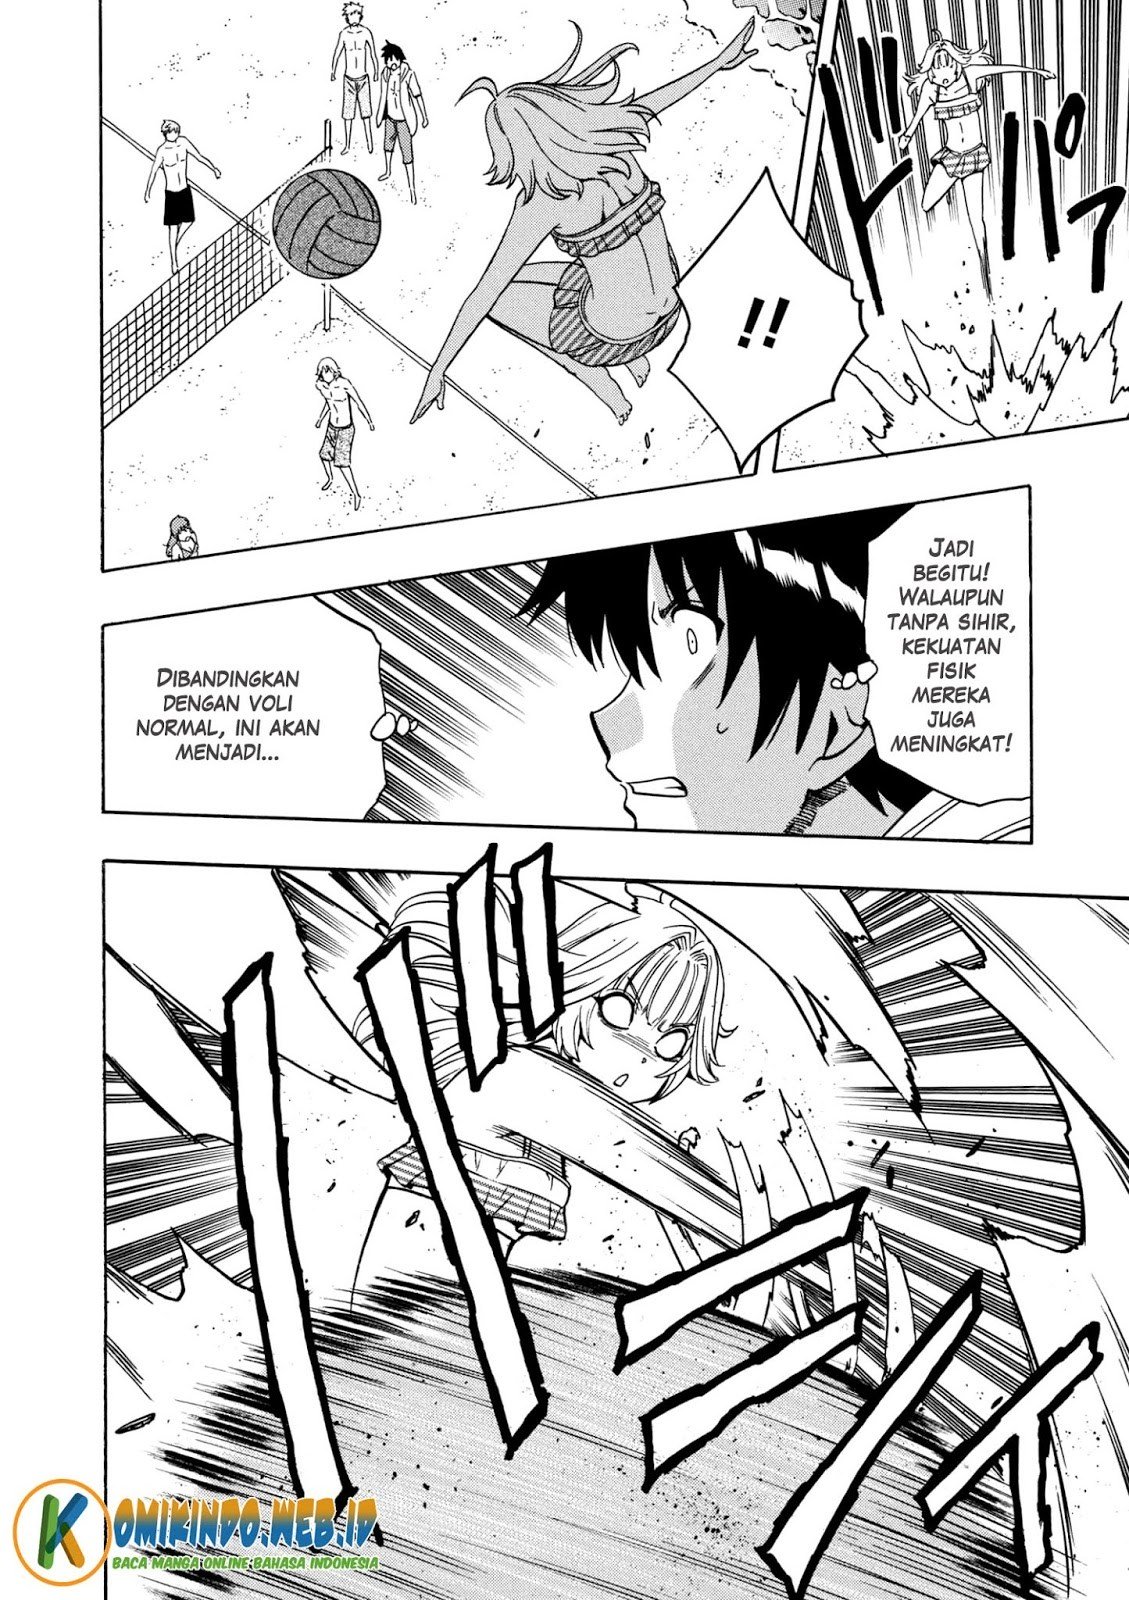 ドパァ
!!
JADI
BEGITU!
WALAUPUN
TANPA SIHIR,
KEKUATAN
FISIK
MEREKA
JUGA
MENINGKAT!
DIBANDINGKAN
DENGAN VOLI
NORMAL, INI AKAN
MENJADI...
バシィ
KOMIKINDO.WEB.ID
BACA MANGA ONLINE BAHASA INDONESIA